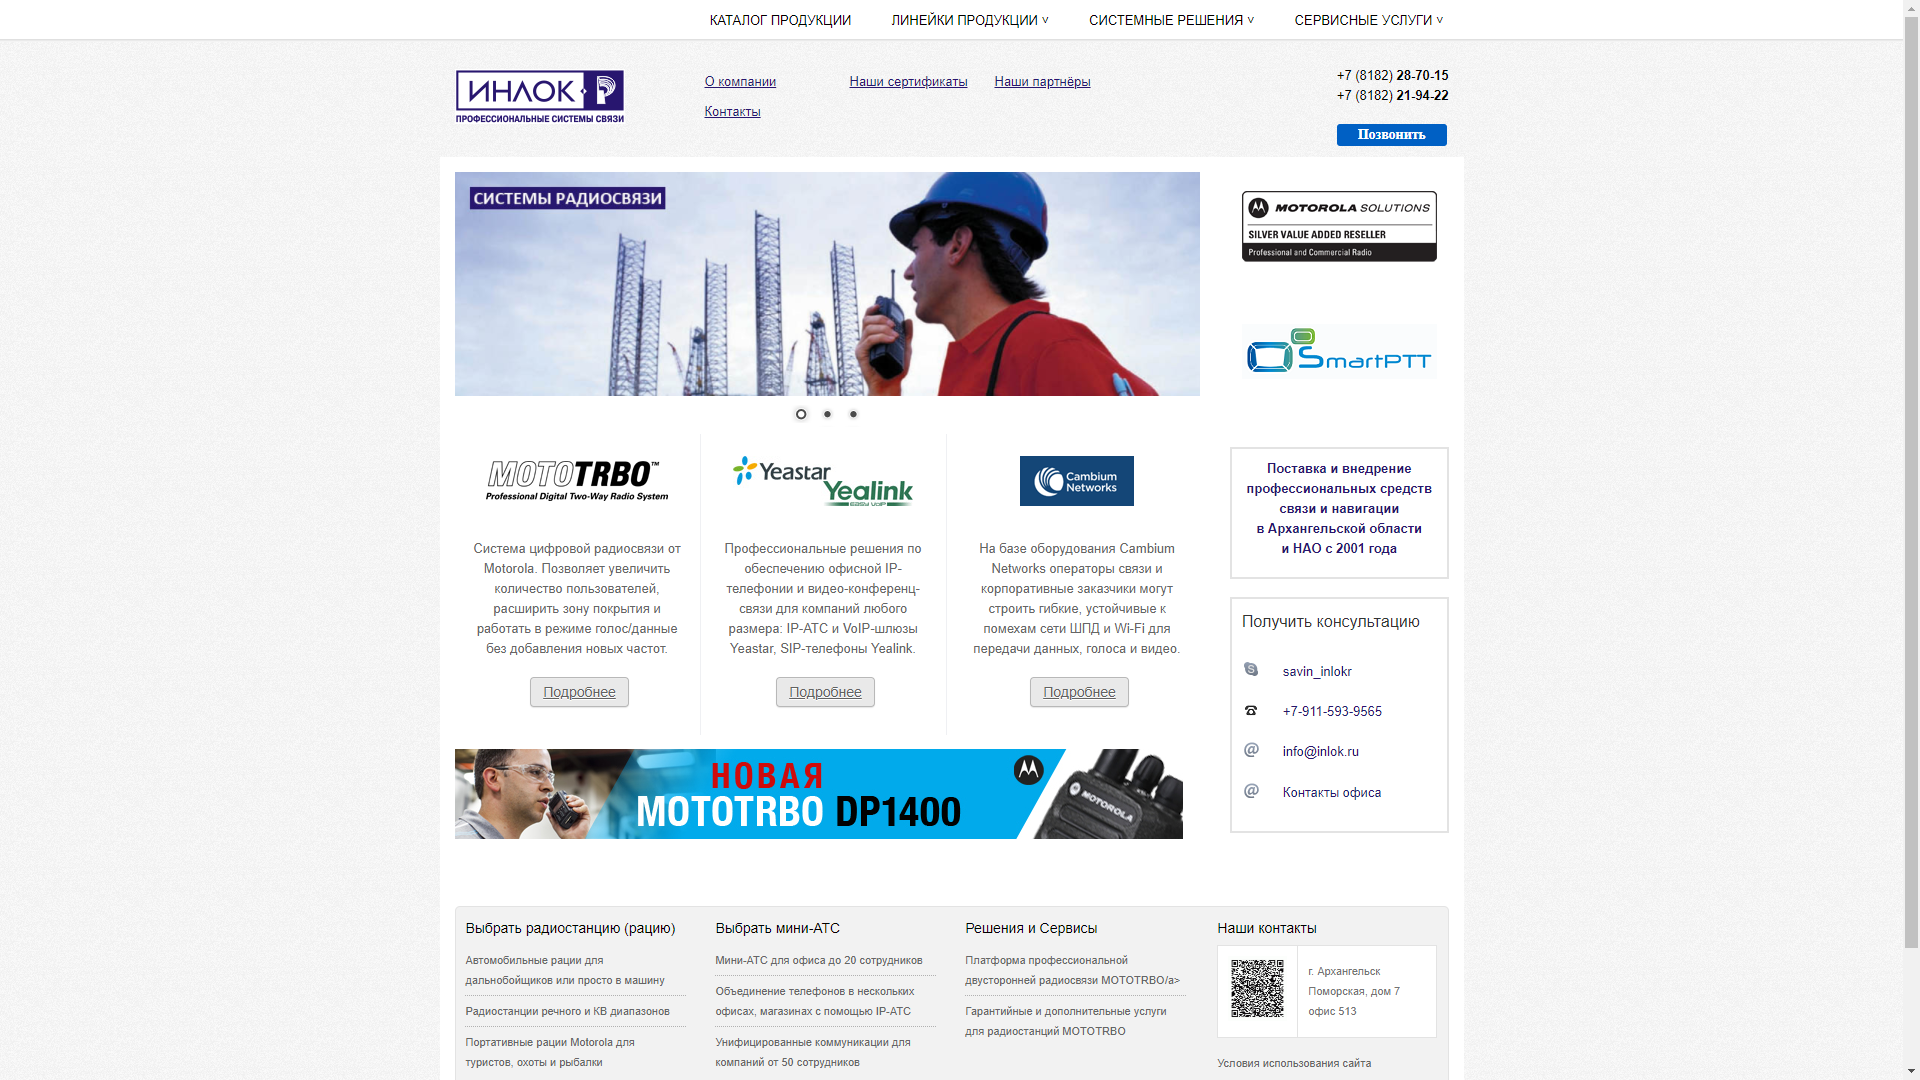 КАТАЛОГ ПРОДУКЦИИ
ЛИНЕЙКИ ПРОДУКЦИИ ˅
СИСТЕМНЫЕ РЕШЕНИЯ ˅
СЕРВИСНЫЕ УСЛУГИ ˅
ИНЛОК Р
ПРОФЕССИОНАЛЬНЫЕ СИСТЕМЫ СВЯЗИ
О компании
Наши сертификаты
Наши партнёры
Контакты
+7 (8182) 28-70-15
+7 (8182) 21-94-22
Позвонить
СИСТЕМЫ РАДИОСВЯЗИ
MOTOROLA SOLUTIONS
SILVER VALUE ADDED RESELLER
Professional and Commercial Radio
SmartPTT
MOTOTRBO™
Professional Digital Two-Way Radio System
Система цифровой радиосвязи от
Motorola. Позволяет увеличить
количество пользователей,
расширить зону покрытия и
работать в режиме голос/данные
без добавления новых частот.
Подробнее
Yeastar
Yealink
EASY VoIP
Профессиональные решения по
обеспечению офисной IP-
телефонии и видео-конференц-
связи для компаний любого
размера: IP-АТС и VoIP-шлюзы
Yeastar, SIP-телефоны Yealink.
Подробнее
Cambium
Networks
На базе оборудования Cambium
Networks операторы связи и
корпоративные заказчики могут
строить гибкие, устойчивые к
помехам сети ШПД и Wi-Fi для
передачи данных, голоса и видео.
Подробнее
Поставка и внедрение
профессиональных средств
связи и навигации
в Архангельской области
и НАО с 2001 года
Получить консультацию
savin_inlokr
+7-911-593-9565
info@inlok.ru
Контакты офиса
НОВАЯ
MOTOTRBO DP1400
MOTOROLA
Выбрать радиостанцию (рацию)
Автомобильные рации для
дальнобойщиков или просто в машину
Радиостанции речного и КВ диапазонов
Портативные рации Motorola для
туристов, охоты и рыбалки
Выбрать мини-АТС
Мини-АТС для офиса до 20 сотрудников
Объединение телефонов в нескольких
офисах, магазинах с помощью IP-АТС
Унифицированные коммуникации для
компаний от 50 сотрудников
Решения и Сервисы
Платформа профессиональной
двусторонней радиосвязи MOTOTRBO/a>
Гарантийные и дополнительные услуги
для радиостанций MOTOTRBO
Наши контакты
г. Архангельск
Поморская, дом 7
офис 513
Условия использования сайта